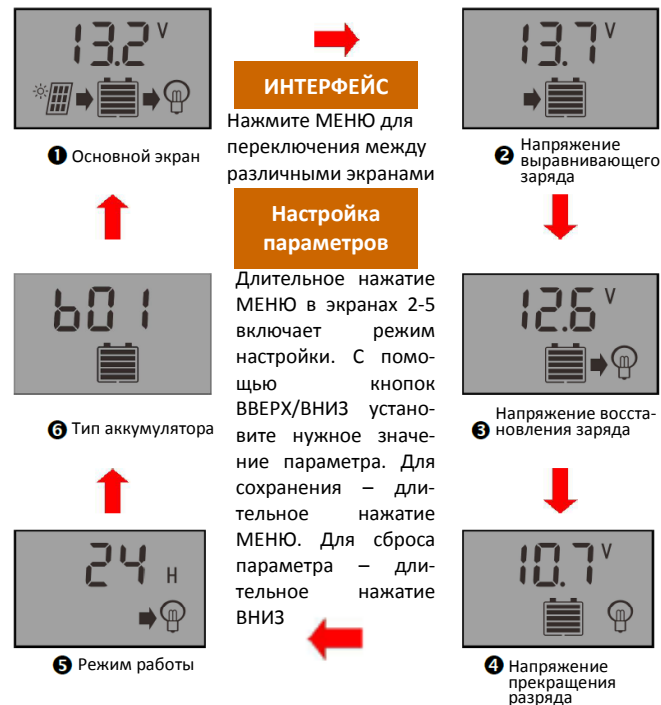 13.2 V
❶ Основной экран
ИНТЕРФЕЙС
Нажмите МЕНЮ для
переключения между
различными экранами
13.7 V
❷ Напряжение
выравнивающего
заряда
Настройка
параметров
Длительное нажатие
МЕНЮ в экранах 2-5
включает режим
настройки. С помо-
щью кнопок
ВВЕРХ/ВНИЗ устано-
вите нужное значе-
ние параметра. Для
сохранения – дли-
тельное нажатие
МЕНЮ. Для сброса
параметра – дли-
тельное нажатие
ВНИЗ
12.6 V
❸ Напряжение восста-
новления заряда
10.7 V
❹ Напряжение
прекращения
разряда
24 H
❺ Режим работы
b01
❻ Тип аккумулятора